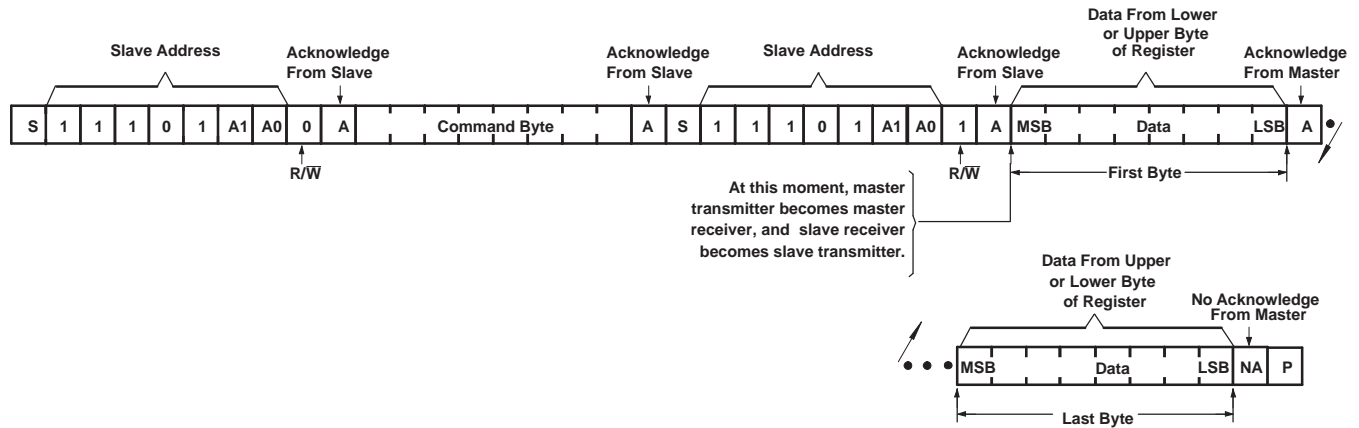 Data From Lower
or Upper Byte
of Register
Slave Address
Acknowledge
From Slave
Acknowledge
From Slave
Slave Address
Acknowledge
From Slave
Acknowledge
From Master
S 1 1 1 0 1 A1 A0 0 A Command Byte A S 1 1 1 0 1 A1 A0 1 A MSB Data LSB A
R/W̅
R/W̅
First Byte
At this moment, master
transmitter becomes master
receiver, and slave receiver
becomes slave transmitter.
Data From Upper
or Lower Byte
of Register
No Acknowledge
From Master
MSB Data LSB NA P
Last Byte